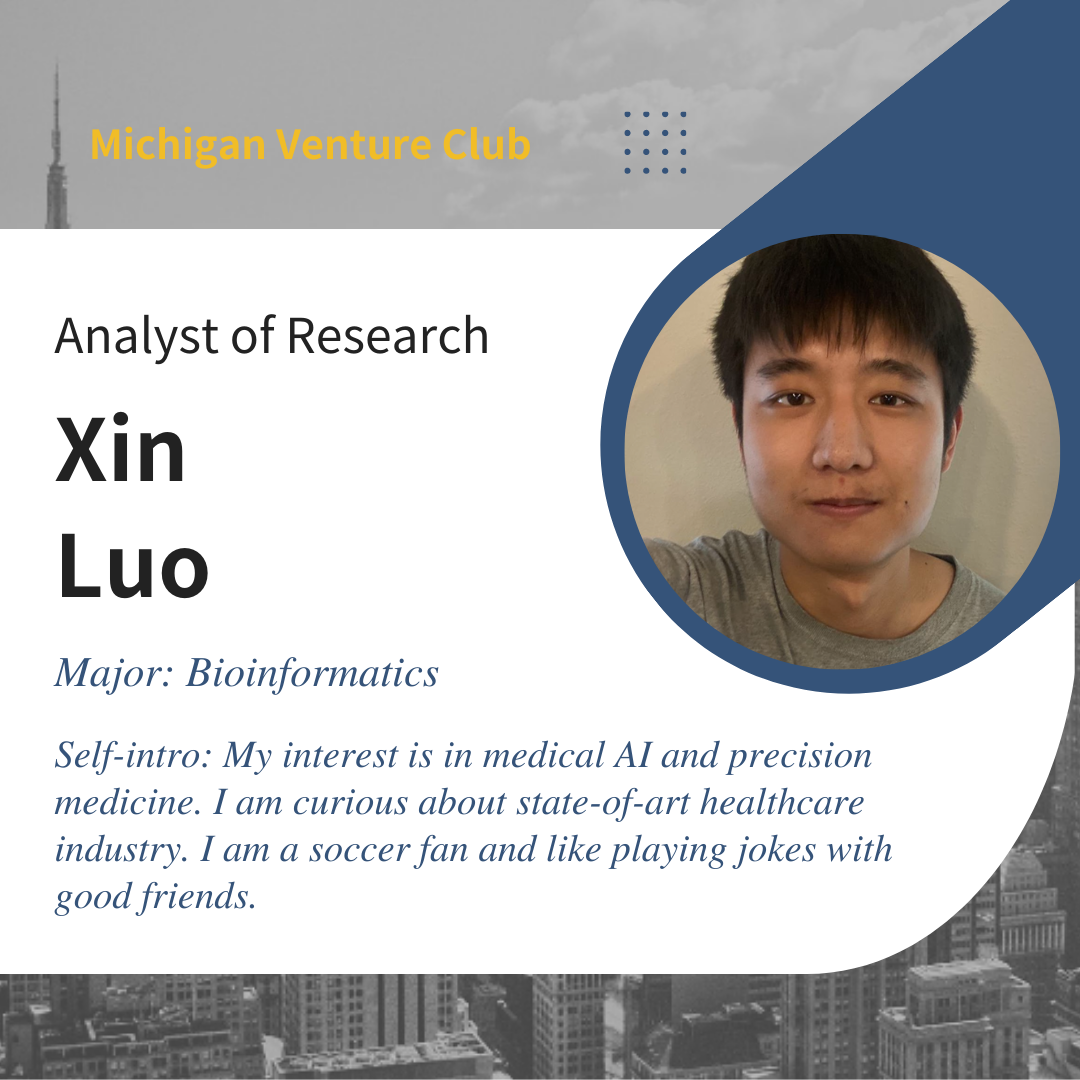 Michigan Venture Club
Analyst of Research
Xin
Luo
Major: Bioinformatics
Self-intro: My interest is in medical AI and precision
medicine. I am curious about state-of-art healthcare
industry. I am a soccer fan and like playing jokes with
good friends.